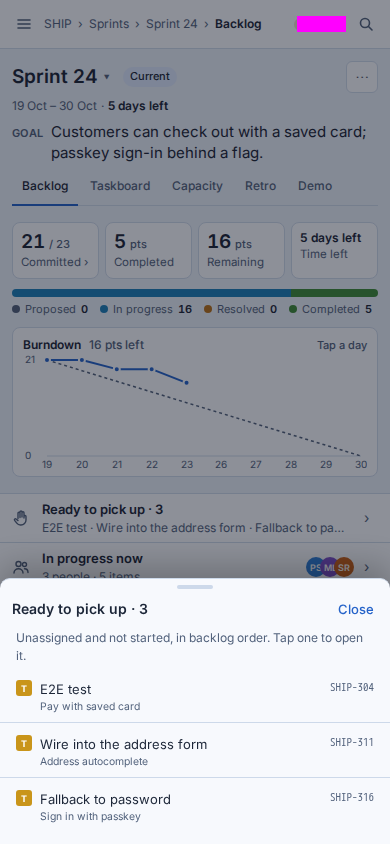 SHIP › Sprints › Sprint 24 › Backlog
Sprint 24 ▾ Current ···
19 Oct – 30 Oct · 5 days left
GOAL Customers can check out with a saved card;
passkey sign-in behind a flag.
Backlog Taskboard Capacity Retro Demo
21 / 23 5 pts 16 pts 5 days left
Committed › Completed Remaining Time left
Proposed 0 In progress 16 Resolved 0 Completed 5
Burndown 16 pts left Tap a day
21
0
19 20 21 22 23 26 27 28 29 30
Ready to pick up · 3
E2E test · Wire into the address form · Fallback to pa...
In progress now
3 people · 5 items
PS ML SR
Ready to pick up · 3 Close
Unassigned and not started, in backlog order. Tap one to open
it.
T E2E test SHIP-304
Pay with saved card
T Wire into the address form SHIP-311
Address autocomplete
T Fallback to password SHIP-316
Sign in with passkey